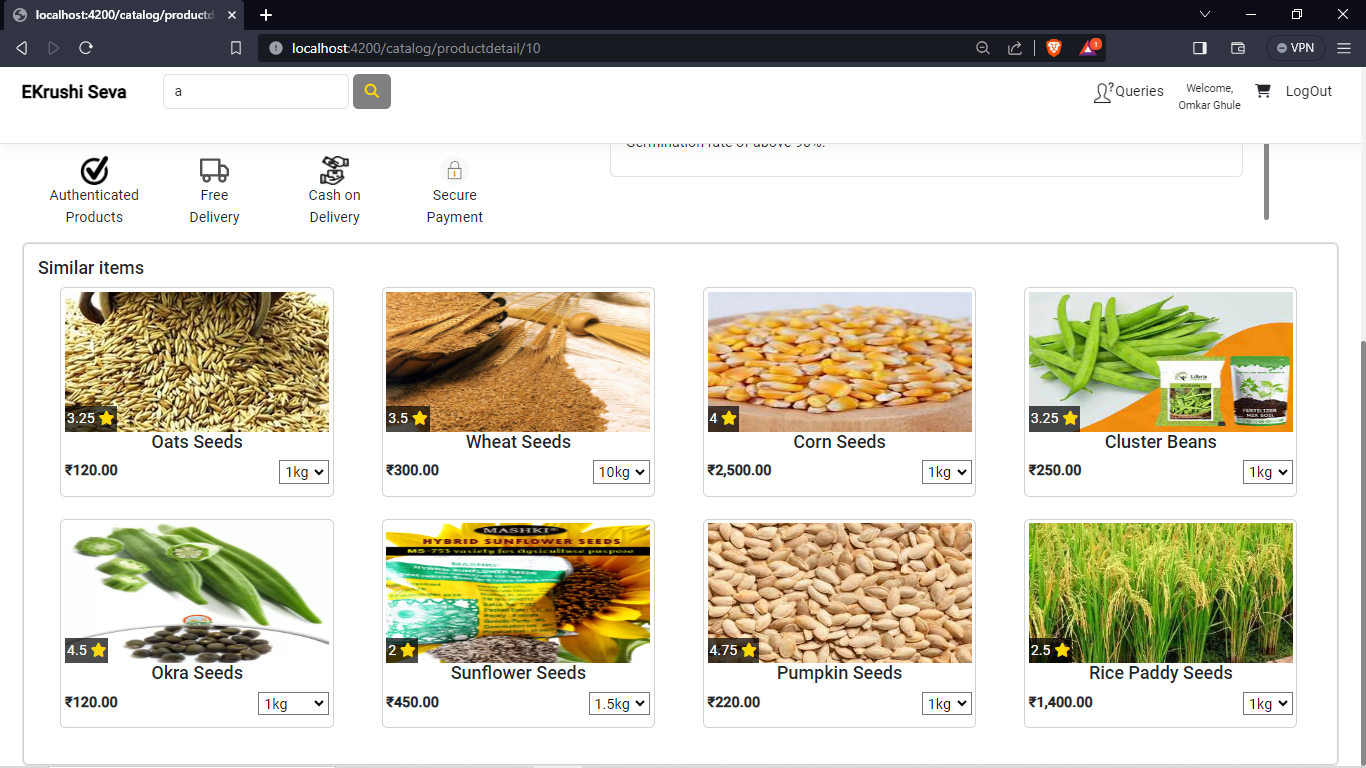 localhost:4200/catalog/productd
localhost:4200/catalog/productdetail/10
1
VPN
EKrushi Seva
a
Queries
Welcome,
Omkar Ghule
LogOut
Germination rate of above 90%.
Authenticated
Products
Free
Delivery
Cash on
Delivery
Secure
Payment
Similar items
3.25
3.5
4
3.25
Oats Seeds
Wheat Seeds
Corn Seeds
Cluster Beans
₹120.00
1kg
₹300.00
10kg
₹2,500.00
1kg
₹250.00
1kg
MASHKI
HYBRID SUNFLOWER SEEDS
MS-755 variety for Agriculture purpose
4.5
2
4.75
2.5
Okra Seeds
Sunflower Seeds
Pumpkin Seeds
Rice Paddy Seeds
₹120.00
1kg
₹450.00
1.5kg
₹220.00
1kg
₹1,400.00
1kg